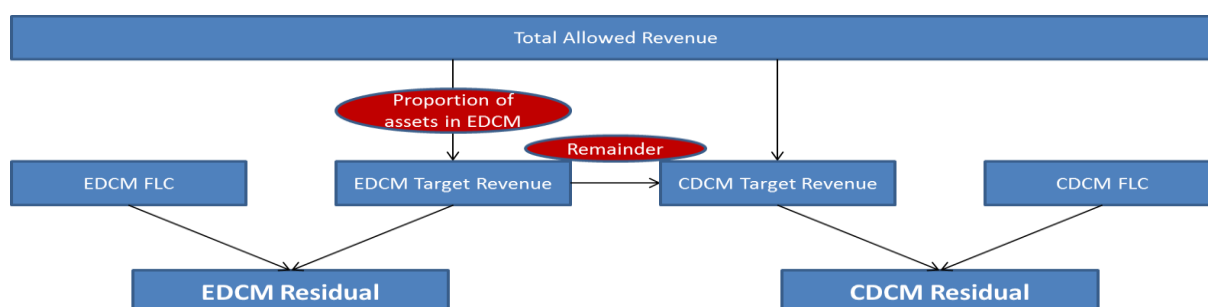 Total Allowed Revenue
Proportion of
assets in EDCM
Remainder
EDCM FLC
EDCM Target Revenue
CDCM Target Revenue
CDCM FLC
EDCM Residual
CDCM Residual